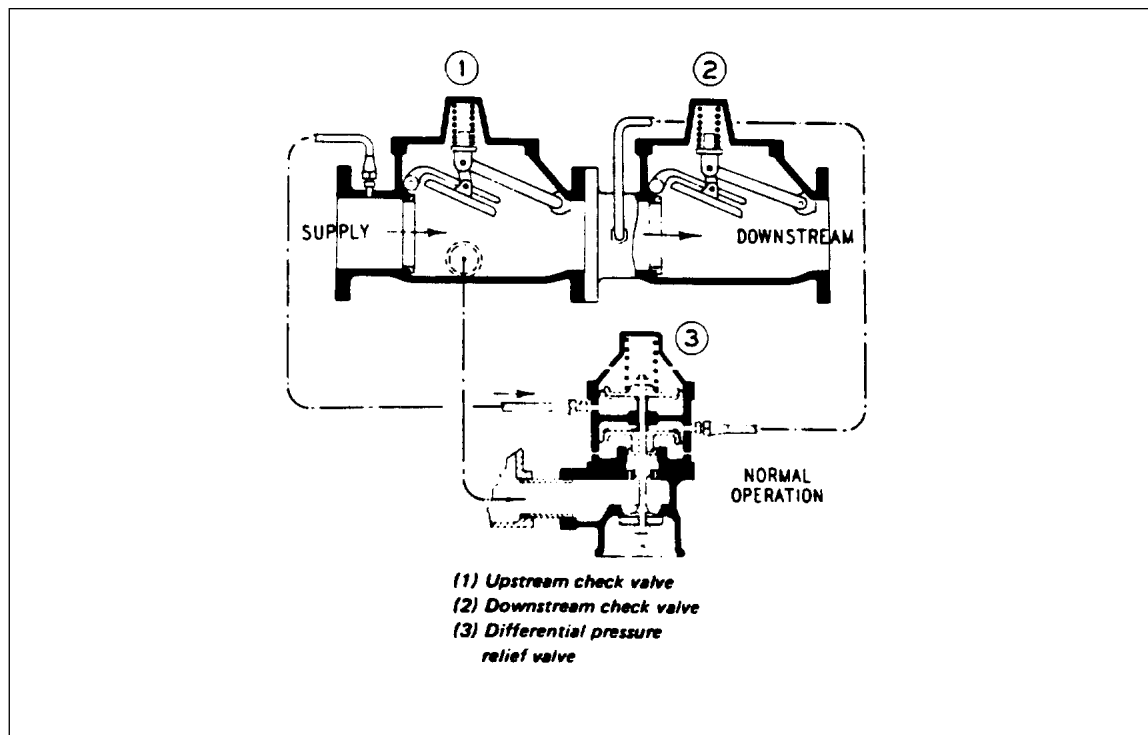 1
2
SUPPLY
DOWNSTREAM
3
NORMAL
OPERATION
(1) Upstream check valve
(2) Downstream check valve
(3) Differential pressure
relief valve